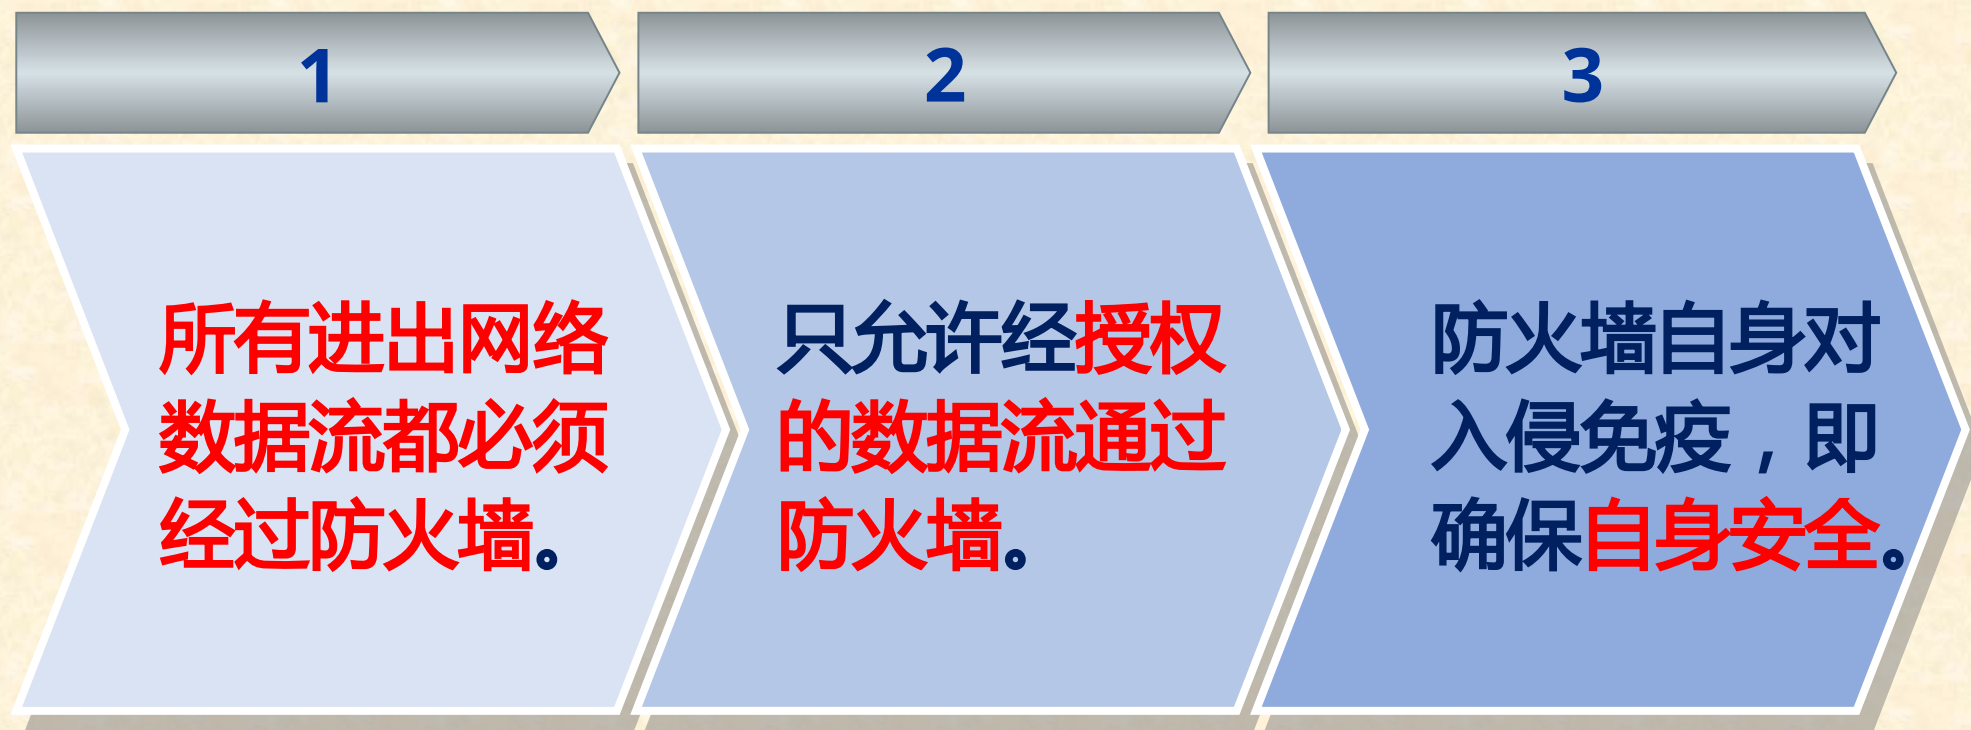 1
所有进出网络
数据流都必须
经过防火墙。
2
只允许经授权
的数据流通过
防火墙。
3
防火墙自身对
入侵免疫，即
确保自身安全。